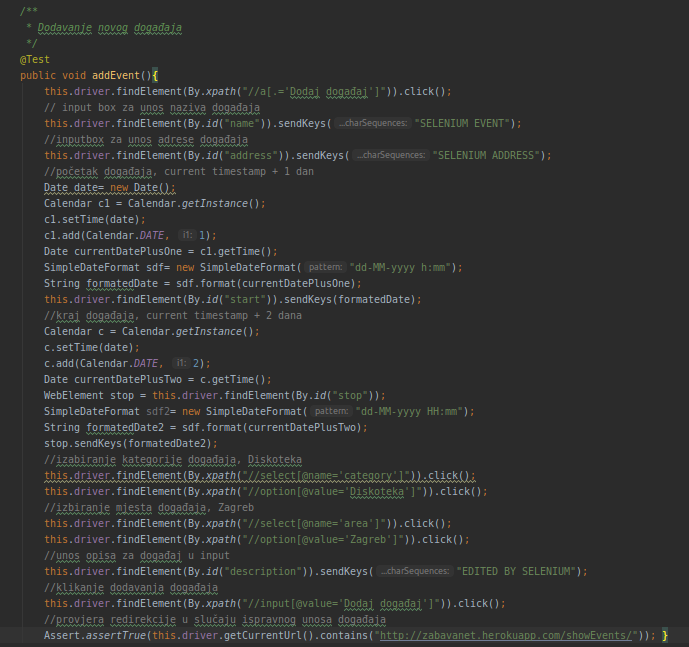 /**
* Dodavanje novog događaja
*/
@Test
public void addEvent(){
this.driver.findElement(By.xpath("//a[.='Dodaj događaj']")).click();
// input box za unos naziva događaja
this.driver.findElement(By.id("name")).sendKeys( ...charSequences: "SELENIUM EVENT");
//inputbox za unos adrese događaja
this.driver.findElement(By.id("address")).sendKeys( ...charSequences: "SELENIUM ADDRESS");
//početak događaja, current timestamp + 1 dan
Date date= new Date();
Calendar c1 = Calendar.getInstance();
c1.setTime(date);
c1.add(Calendar.DATE, i1: 1);
Date currentDatePlusOne = c1.getTime();
SimpleDateFormat sdf= new SimpleDateFormat( pattern: "dd-MM-yyyy h:mm");
String formatedDate = sdf.format(currentDatePlusOne);
this.driver.findElement(By.id("start")).sendKeys(formatedDate);
//kraj događaja, current timestamp + 2 dana
Calendar c = Calendar.getInstance();
c.setTime(date);
c.add(Calendar.DATE, i1: 2);
Date currentDatePlusTwo = c.getTime();
WebElement stop = this.driver.findElement(By.id("stop"));
SimpleDateFormat sdf2= new SimpleDateFormat( pattern: "dd-MM-yyyy HH:mm");
String formatedDate2 = sdf.format(currentDatePlusTwo);
stop.sendKeys(formatedDate2);
//izabiranje kategorije događaja, Diskoteka
this.driver.findElement(By.xpath("//select[@name='category']")).click();
this.driver.findElement(By.xpath("//option[@value='Diskoteka']")).click();
//izbiranje mjesta događaja, Zagreb
this.driver.findElement(By.xpath("//select[@name='area']")).click();
this.driver.findElement(By.xpath("//option[@value='Zagreb']")).click();
//unos opisa za događaj u input
this.driver.findElement(By.id("description")).sendKeys( ...charSequences: "EDITED BY SELENIUM");
//klikanje dodavanja događaja
this.driver.findElement(By.xpath("//input[@value='Dodaj događaj']")).click();
//provjera redirekcije u slućaju ispravnog unosa događaja
Assert.assertTrue(this.driver.getCurrentUrl().contains("http://zabavanet.herokuapp.com/showEvents/")); }